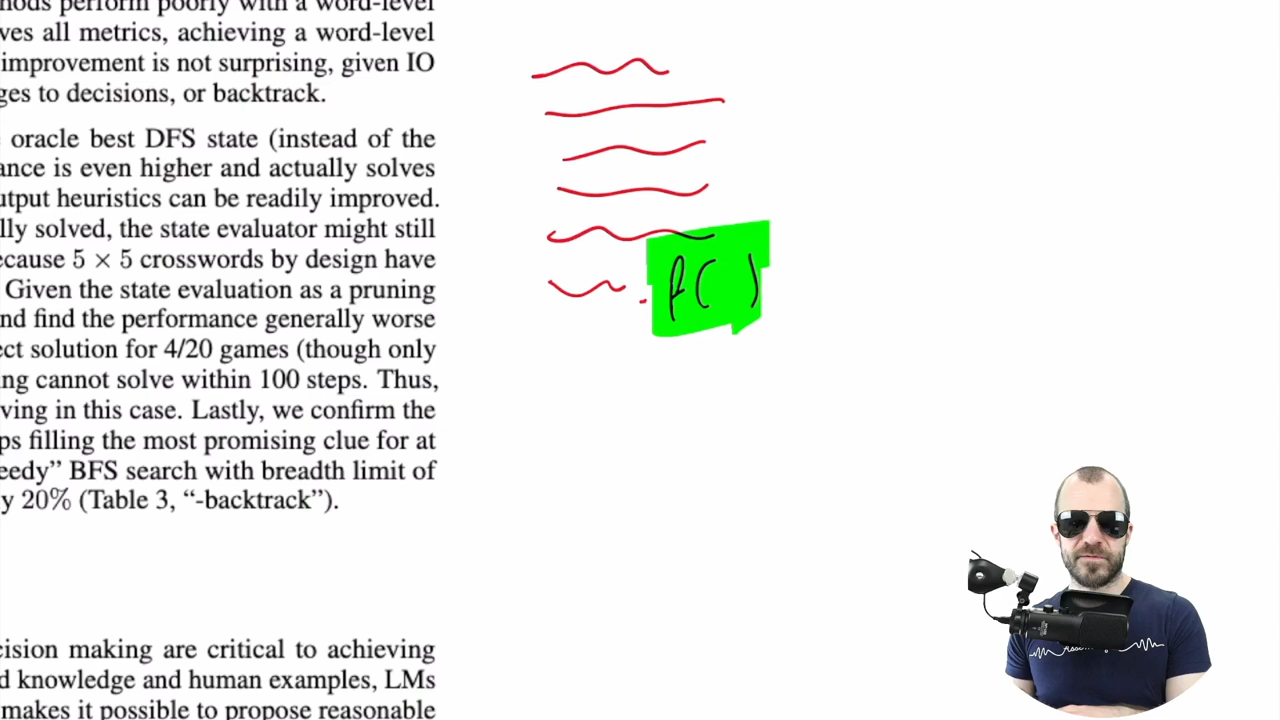 nods perform poorly with a word-level
ves all metrics, achieving a word-level
improvement is not surprising, given IO
ges to decisions, or backtrack.
oracle best DFS state (instead of the
ance is even higher and actually solves
utput heuristics can be readily improved.
lly solved, the state evaluator might still
ecause 5 × 5 crosswords by design have
Given the state evaluation as a pruning
nd find the performance generally worse
ect solution for 4/20 games (though only
ing cannot solve within 100 steps. Thus,
ving in this case. Lastly, we confirm the
ps filling the most promising clue for at
eedy” BFS search with breadth limit of
y 20% (Table 3, “-backtrack”).
cision making are critical to achieving
d knowledge and human examples, LMs
makes it possible to propose reasonable
f( )